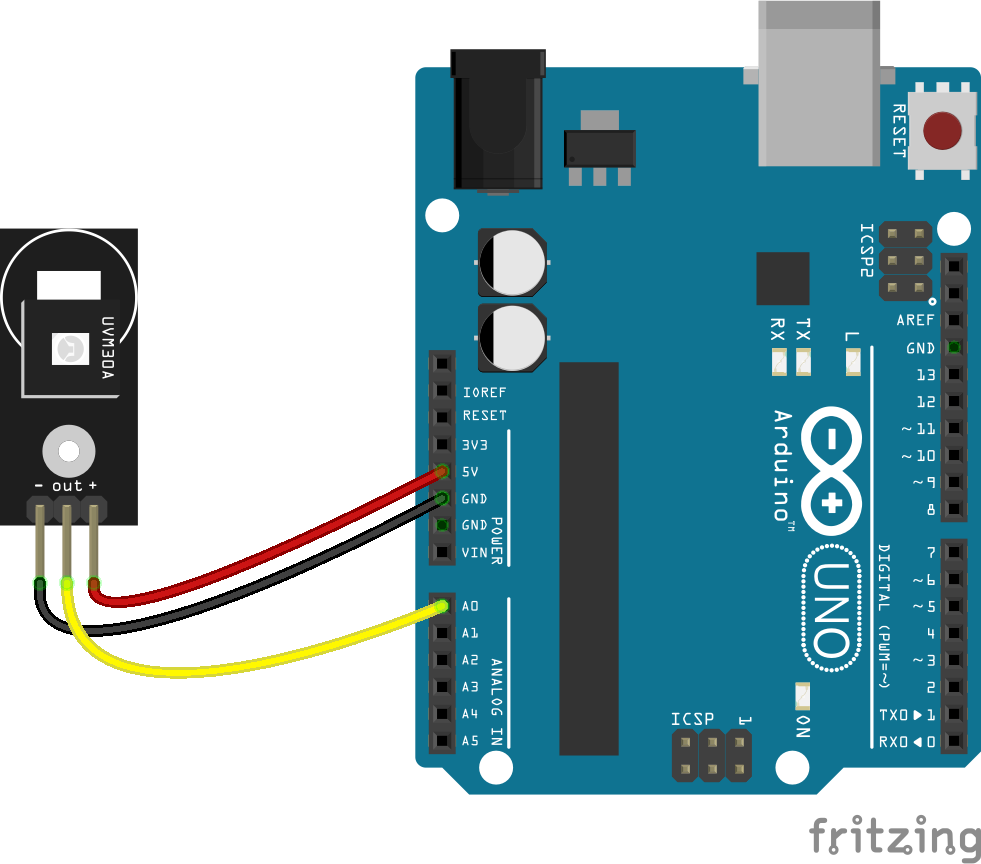 UVM30A
- out +
RESET
ICSP2
IOREF
RESET
3V3
5V
GND
GND
VIN
POWER
A0
A1
A2
A3
A4
A5
ANALOG IN
RX
TX
L
Arduino™
UNO
ON
ICSP
1
AREF
GND
13
12
~11
~10
~9
8
7
~6
~5
4
~3
2
TX0▶1
RX0◀0
DIGITAL (PWM=~)
fritzing